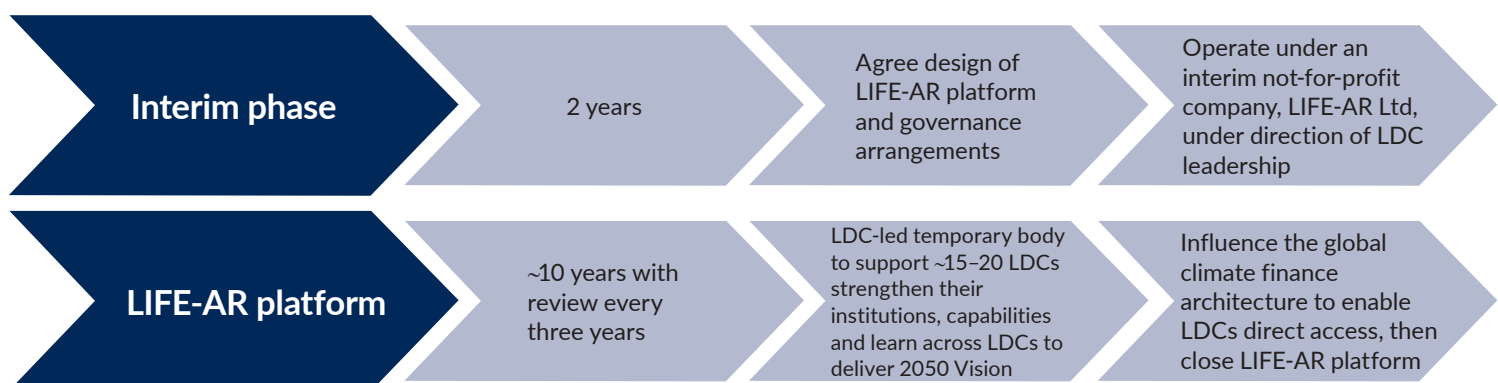 Interim phase
2 years
Agree design of
LIFE-AR platform
and governance
arrangements
Operate under an
interim not-for-profit
company, LIFE-AR Ltd,
under direction of LDC
leadership
LIFE-AR platform
~10 years with
review every
three years
LDC-led temporary body
to support ~15–20 LDCs
strengthen their
institutions, capabilities
and learn across LDCs to
deliver 2050 Vision
Influence the global
climate finance
architecture to enable
LDCs direct access, then
close LIFE-AR platform